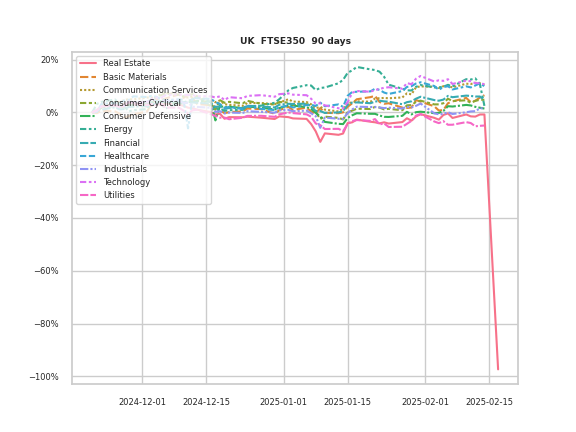 UK FTSE350 90 days
20%
0%
−20%
−40%
−60%
−80%
−100%
Real Estate
Basic Materials
Communication Services
Consumer Cyclical
Consumer Defensive
Energy
Financial
Healthcare
Industrials
Technology
Utilities
2024-12-01 2024-12-15 2025-01-01 2025-01-15 2025-02-01 2025-02-15